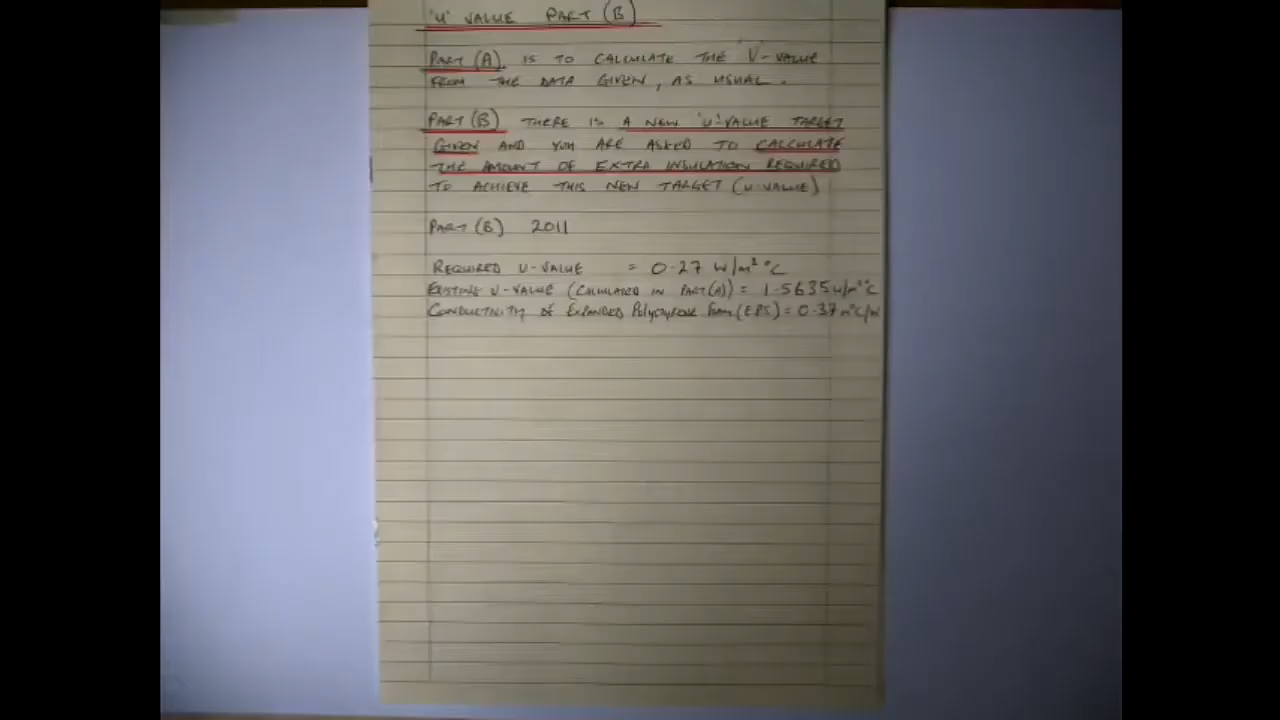 'U' VALUE PART (B)
PART (A) IS TO CALCULATE THE 'U'-VALUE
FROM THE DATA GIVEN, AS USUAL.
PART (B) THERE IS A NEW 'U'-VALUE TARGET
GIVEN AND YOU ARE ASKED TO CALCULATE
THE AMOUNT OF EXTRA INSULATION REQUIRED
TO ACHIEVE THIS NEW TARGET (U-VALUE)
PART (B) 2011
REQUIRED U-VALUE = 0.27 W/m² °C
EXISTING U-VALUE (CALCULATED IN PART (A)) = 1.5635 W/m² °C
CONDUCTIVITY OF EXPANDED POLYSTYRENE FOAM (EPS) = 0.37 m°C/W